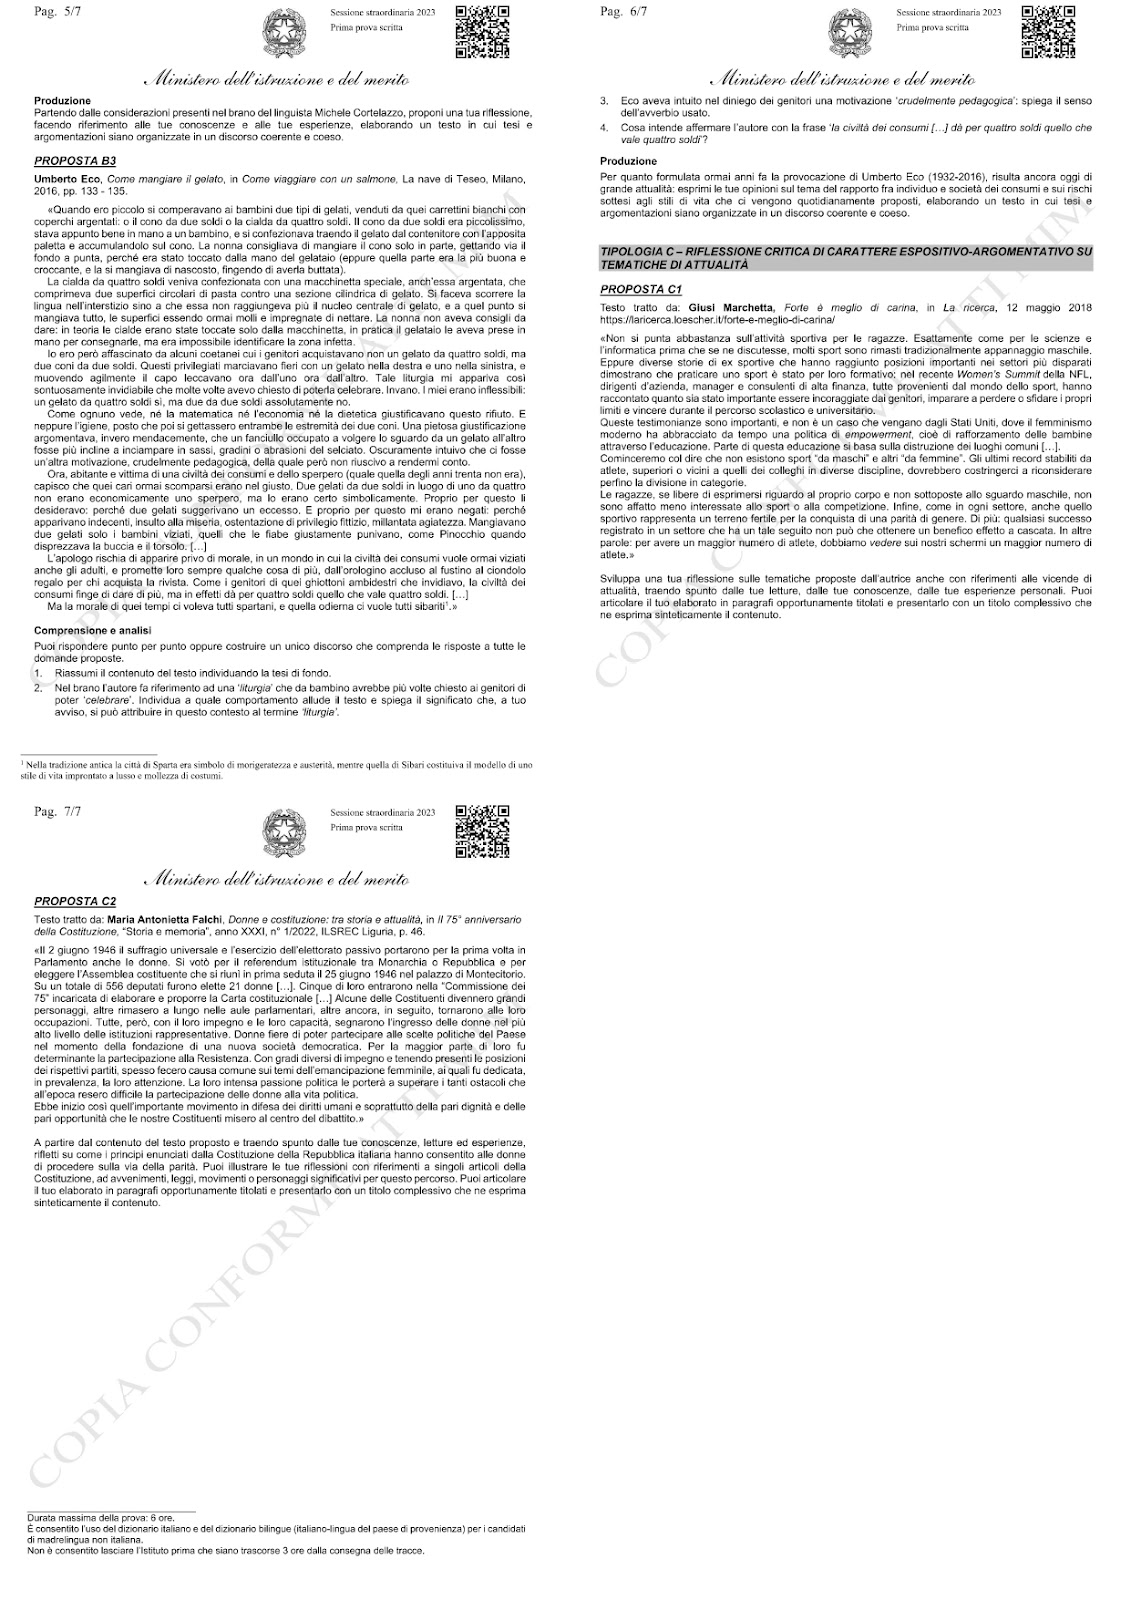 Pag. 5/7
Sessione straordinaria 2023
Prima prova scritta
Ministero dell'istruzione e del merito
Produzione
Partendo dalle considerazioni presenti nel brano del linguista Michele Cortelazzo, proponi una tua riflessione,
facendo riferimento alle tue conoscenze e alle tue esperienze, elaborando un testo in cui tesi e
argomentazioni siano organizzate in un discorso coerente e coeso.
PROPOSTA B3
Umberto Eco, Come mangiare il gelato, in Come viaggiare con un salmone, La nave di Teseo, Milano,
2016, pp. 133 - 135.
«Quando ero piccolo si comperavano ai bambini due tipi di gelati, venduti da quei carrettini bianchi con
coperchi argentati: o il cono da due soldi o la cialda da quattro soldi. Il cono da due soldi era piccolissimo,
stava appunto bene in mano a un bambino, e si confezionava traendo il gelato dal contenitore con l'apposita
paletta e accumulandolo sul cono. La nonna consigliava di mangiare il cono solo in parte, gettando via il
fondo a punta, perché era stato toccato dalla mano del gelataio (eppure quella parte era la più buona e
croccante, e la si mangiava di nascosto, fingendo di averla buttata).
La cialda da quattro soldi veniva confezionata con una macchinetta speciale, anch'essa argentata, che
comprimeva due superfici circolari di pasta contro una sezione cilindrica di gelato. Si faceva scorrere la
lingua nell'interstizio sino a che essa non raggiungeva più il nucleo centrale di gelato, e a quel punto si
mangiava tutto, le superfici essendo ormai molli e impregnate di nettare. La nonna non aveva consigli da
dare: in teoria le cialde erano state toccate solo dalla macchinetta, in pratica il gelataio le aveva prese in
mano per consegnarle, ma era impossibile identificare la zona infetta.
Io ero però affascinato da alcuni coetanei cui i genitori acquistavano non un gelato da quattro soldi, ma
due coni da due soldi. Questi privilegiati marciavano fieri con un gelato nella destra e uno nella sinistra, e
muovendo agilmente il capo leccavano ora dall'uno ora dall'altro. Tale liturgia mi appariva così
sontuosamente invidiabile che molte volte avevo chiesto di poterla celebrare. Invano. I miei erano inflessibili:
un gelato da quattro soldi sì, ma due da due soldi assolutamente no.
Come ognuno vede, né la matematica né l'economia né la dietetica giustificavano questo rifiuto. E
neppure l'igiene, posto che poi si gettassero entrambe le estremità dei due coni. Una pietosa giustificazione
argomentava, invero mendacemente, che un fanciullo occupato a volgere lo sguardo da un gelato all'altro
fosse più incline a inciampare in sassi, gradini o abrasioni del selciato. Oscuramente intuivo che ci fosse
un'altra motivazione, crudelmente pedagogica, della quale però non riuscivo a rendermi conto.
Ora, abitante e vittima di una civiltà dei consumi e dello sperpero (quale quella degli anni trenta non era),
capisco che quei cari ormai scomparsi erano nel giusto. Due gelati da due soldi in luogo di uno da quattro
non erano economicamente uno sperpero, ma lo erano certo simbolicamente. Proprio per questo li
desideravo: perché due gelati suggerivano un eccesso. E proprio per questo mi erano negati: perché
apparivano indecenti, insulto alla miseria, ostentazione di privilegio fittizio, millantata agiatezza. Mangiavano
due gelati solo i bambini viziati, quelli che le fiabe giustamente punivano, come Pinocchio quando
disprezzava la buccia e il torsolo. [...]
L'apologo rischia di apparire privo di morale, in un mondo in cui la civiltà dei consumi vuole ormai viziati
anche gli adulti, e promette loro sempre qualche cosa di più, dall'orologino accluso al fustino al ciondolo
regalo per chi acquista la rivista. Come i genitori di quei ghiottoni ambidestri che invidiavo, la civiltà dei
consumi finge di dare di più, ma in effetti dà per quattro soldi quello che vale quattro soldi. [...]
Ma la morale di quei tempi ci voleva tutti spartani, e quella odierna ci vuole tutti sibariti¹.»
Comprensione e analisi
Puoi rispondere punto per punto oppure costruire un unico discorso che comprenda le risposte a tutte le
domande proposte.
1. Riassumi il contenuto del testo individuando la tesi di fondo.
2. Nel brano l'autore fa riferimento ad una 'liturgia' che da bambino avrebbe più volte chiesto ai genitori di
poter 'celebrare'. Individua a quale comportamento allude il testo e spiega il significato che, a tuo
avviso, si può attribuire in questo contesto al termine 'liturgia'.
¹ Nella tradizione antica la città di Sparta era simbolo di morigeratezza e austerità, mentre quella di Sibari costituiva il modello di uno
stile di vita improntato a lusso e mollezza di costumi.
Pag. 6/7
Sessione straordinaria 2023
Prima prova scritta
Ministero dell'istruzione e del merito
3. Eco aveva intuito nel diniego dei genitori una motivazione 'crudelmente pedagogica': spiega il senso
dell'avverbio usato.
4. Cosa intende affermare l'autore con la frase 'la civiltà dei consumi [...] dà per quattro soldi quello che
vale quattro soldi'?
Produzione
Per quanto formulata ormai anni fa la provocazione di Umberto Eco (1932-2016), risulta ancora oggi di
grande attualità: esprimi le tue opinioni sul tema del rapporto fra individuo e società dei consumi e sui rischi
sottesi agli stili di vita che ci vengono quotidianamente proposti, elaborando un testo in cui tesi e
argomentazioni siano organizzate in un discorso coerente e coeso.
TIPOLOGIA C – RIFLESSIONE CRITICA DI CARATTERE ESPOSITIVO-ARGOMENTATIVO SU
TEMATICHE DI ATTUALITÀ
PROPOSTA C1
Testo tratto da: Giusi Marchetta, Forte è meglio di carina, in La ricerca, 12 maggio 2018
https://laricerca.loescher.it/forte-e-meglio-di-carina/
«Non si punta abbastanza sull'attività sportiva per le ragazze. Esattamente come per le scienze e
l'informatica prima che se ne discutesse, molti sport sono rimasti tradizionalmente appannaggio maschile.
Eppure diverse storie di ex sportive che hanno raggiunto posizioni importanti nei settori più disparati
dimostrano che praticare uno sport è stato per loro formativo; nel recente Women's Summit della NFL,
dirigenti d'azienda, manager e consulenti di alta finanza, tutte provenienti dal mondo dello sport, hanno
raccontato quanto sia stato importante essere incoraggiate dai genitori, imparare a perdere o sfidare i propri
limiti e vincere durante il percorso scolastico e universitario.
Queste testimonianze sono importanti, e non è un caso che vengano dagli Stati Uniti, dove il femminismo
moderno ha abbracciato da tempo una politica di empowerment, cioè di rafforzamento delle bambine
attraverso l'educazione. Parte di questa educazione si basa sulla distruzione dei luoghi comuni [...].
Cominceremo col dire che non esistono sport "da maschi" e altri "da femmine". Gli ultimi record stabiliti da
atlete, superiori o vicini a quelli dei colleghi in diverse discipline, dovrebbero costringerci a riconsiderare
perfino la divisione in categorie.
Le ragazze, se libere di esprimersi riguardo al proprio corpo e non sottoposte allo sguardo maschile, non
sono affatto meno interessate allo sport o alla competizione. Infine, come in ogni settore, anche quello
sportivo rappresenta un terreno fertile per la conquista di una parità di genere. Di più: qualsiasi successo
registrato in un settore che ha un tale seguito non può che ottenere un benefico effetto a cascata. In altre
parole: per avere un maggior numero di atlete, dobbiamo vedere sui nostri schermi un maggior numero di
atlete.»
Sviluppa una tua riflessione sulle tematiche proposte dall'autrice anche con riferimenti alle vicende di
attualità, traendo spunto dalle tue letture, dalle tue conoscenze, dalle tue esperienze personali. Puoi
articolare il tuo elaborato in paragrafi opportunamente titolati e presentarlo con un titolo complessivo che
ne esprima sinteticamente il contenuto.
Pag. 7/7
Sessione straordinaria 2023
Prima prova scritta
Ministero dell'istruzione e del merito
PROPOSTA C2
Testo tratto da: Maria Antonietta Falchi, Donne e costituzione: tra storia e attualità, in Il 75° anniversario
della Costituzione, "Storia e memoria", anno XXXI, n° 1/2022, ILSREC Liguria, p. 46.
«Il 2 giugno 1946 il suffragio universale e l'esercizio dell'elettorato passivo portarono per la prima volta in
Parlamento anche le donne. Si votò per il referendum istituzionale tra Monarchia o Repubblica e per
eleggere l'Assemblea costituente che si riunì in prima seduta il 25 giugno 1946 nel palazzo di Montecitorio.
Su un totale di 556 deputati furono elette 21 donne [...]. Cinque di loro entrarono nella "Commissione dei
75" incaricata di elaborare e proporre la Carta costituzionale [...] Alcune delle Costituenti divennero grandi
personaggi, altre rimasero a lungo nelle aule parlamentari, altre ancora, in seguito, tornarono alle loro
occupazioni. Tutte, però, con il loro impegno e le loro capacità, segnarono l'ingresso delle donne nel più
alto livello delle istituzioni rappresentative. Donne fiere di poter partecipare alle scelte politiche del Paese
nel momento della fondazione di una nuova società democratica. Per la maggior parte di loro fu
determinante la partecipazione alla Resistenza. Con gradi diversi di impegno e tenendo presenti le posizioni
dei rispettivi partiti, spesso fecero causa comune sui temi dell'emancipazione femminile, ai quali fu dedicata,
in prevalenza, la loro attenzione. La loro intensa passione politica le porterà a superare i tanti ostacoli che
all'epoca resero difficile la partecipazione delle donne alla vita politica.
Ebbe inizio così quell'importante movimento in difesa dei diritti umani e soprattutto della pari dignità e delle
pari opportunità che le nostre Costituenti misero al centro del dibattito.»
A partire dal contenuto del testo proposto e traendo spunto dalle tue conoscenze, letture ed esperienze,
rifletti su come i principi enunciati dalla Costituzione della Repubblica italiana hanno consentito alle donne
di procedere sulla via della parità. Puoi illustrare le tue riflessioni con riferimenti a singoli articoli della
Costituzione, ad avvenimenti, leggi, movimenti o personaggi significativi per questo percorso. Puoi articolare
il tuo elaborato in paragrafi opportunamente titolati e presentarlo con un titolo complessivo che ne esprima
sinteticamente il contenuto.
Durata massima della prova: 6 ore.
È consentito l'uso del dizionario italiano e del dizionario bilingue (italiano-lingua del paese di provenienza) per i candidati
di madrelingua non italiana.
Non è consentito lasciare l'Istituto prima che siano trascorse 3 ore dalla consegna delle tracce.